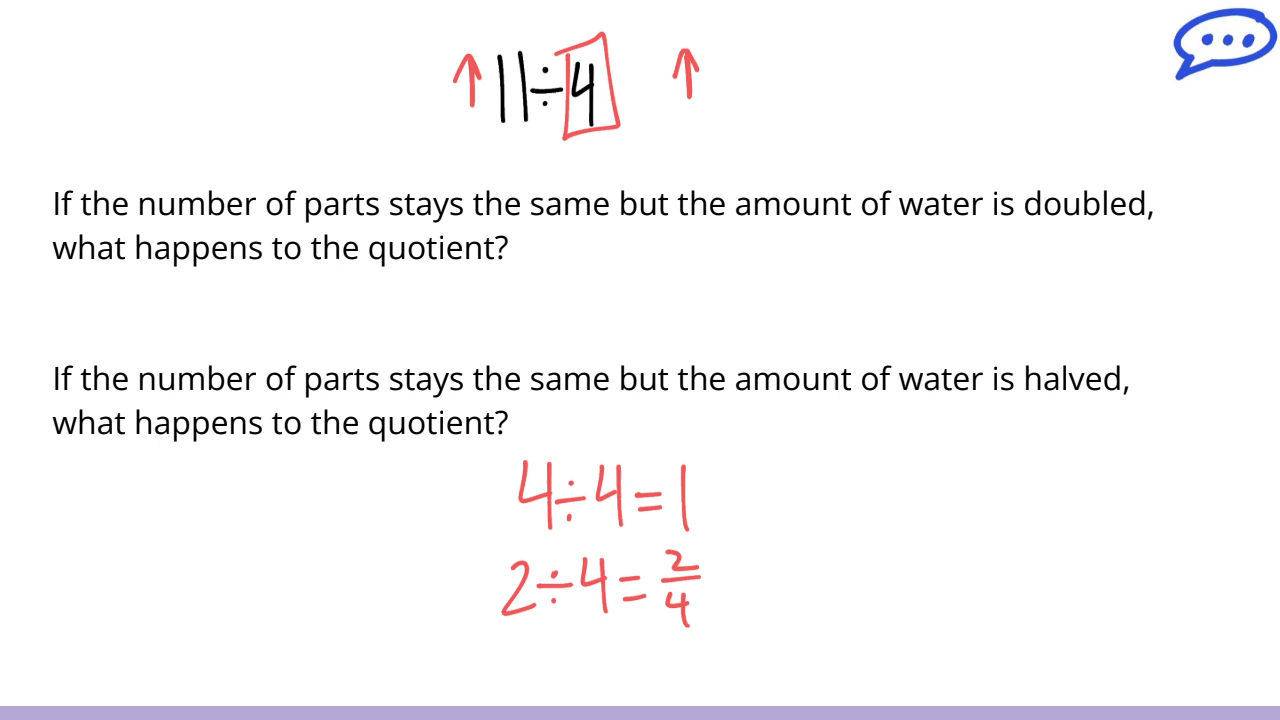 ↑ 11÷4 ↑
If the number of parts stays the same but the amount of water is doubled,
what happens to the quotient?
If the number of parts stays the same but the amount of water is halved,
what happens to the quotient?
4÷4=1
2÷4=2/4